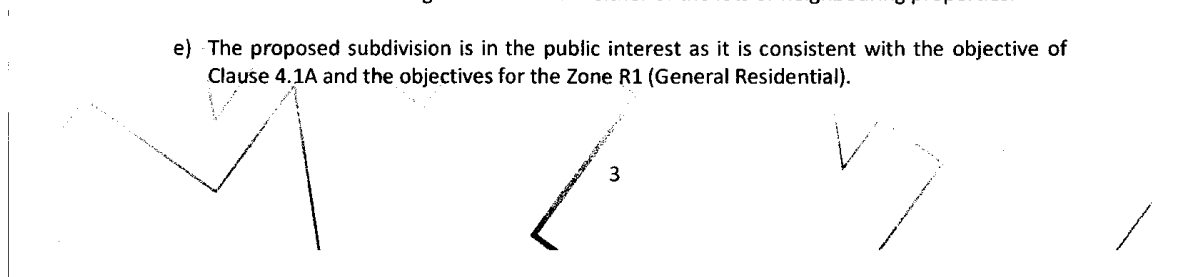 e) The proposed subdivision is in the public interest as it is consistent with the objective of
Clause 4.1A and the objectives for the Zone R1 (General Residential).
3